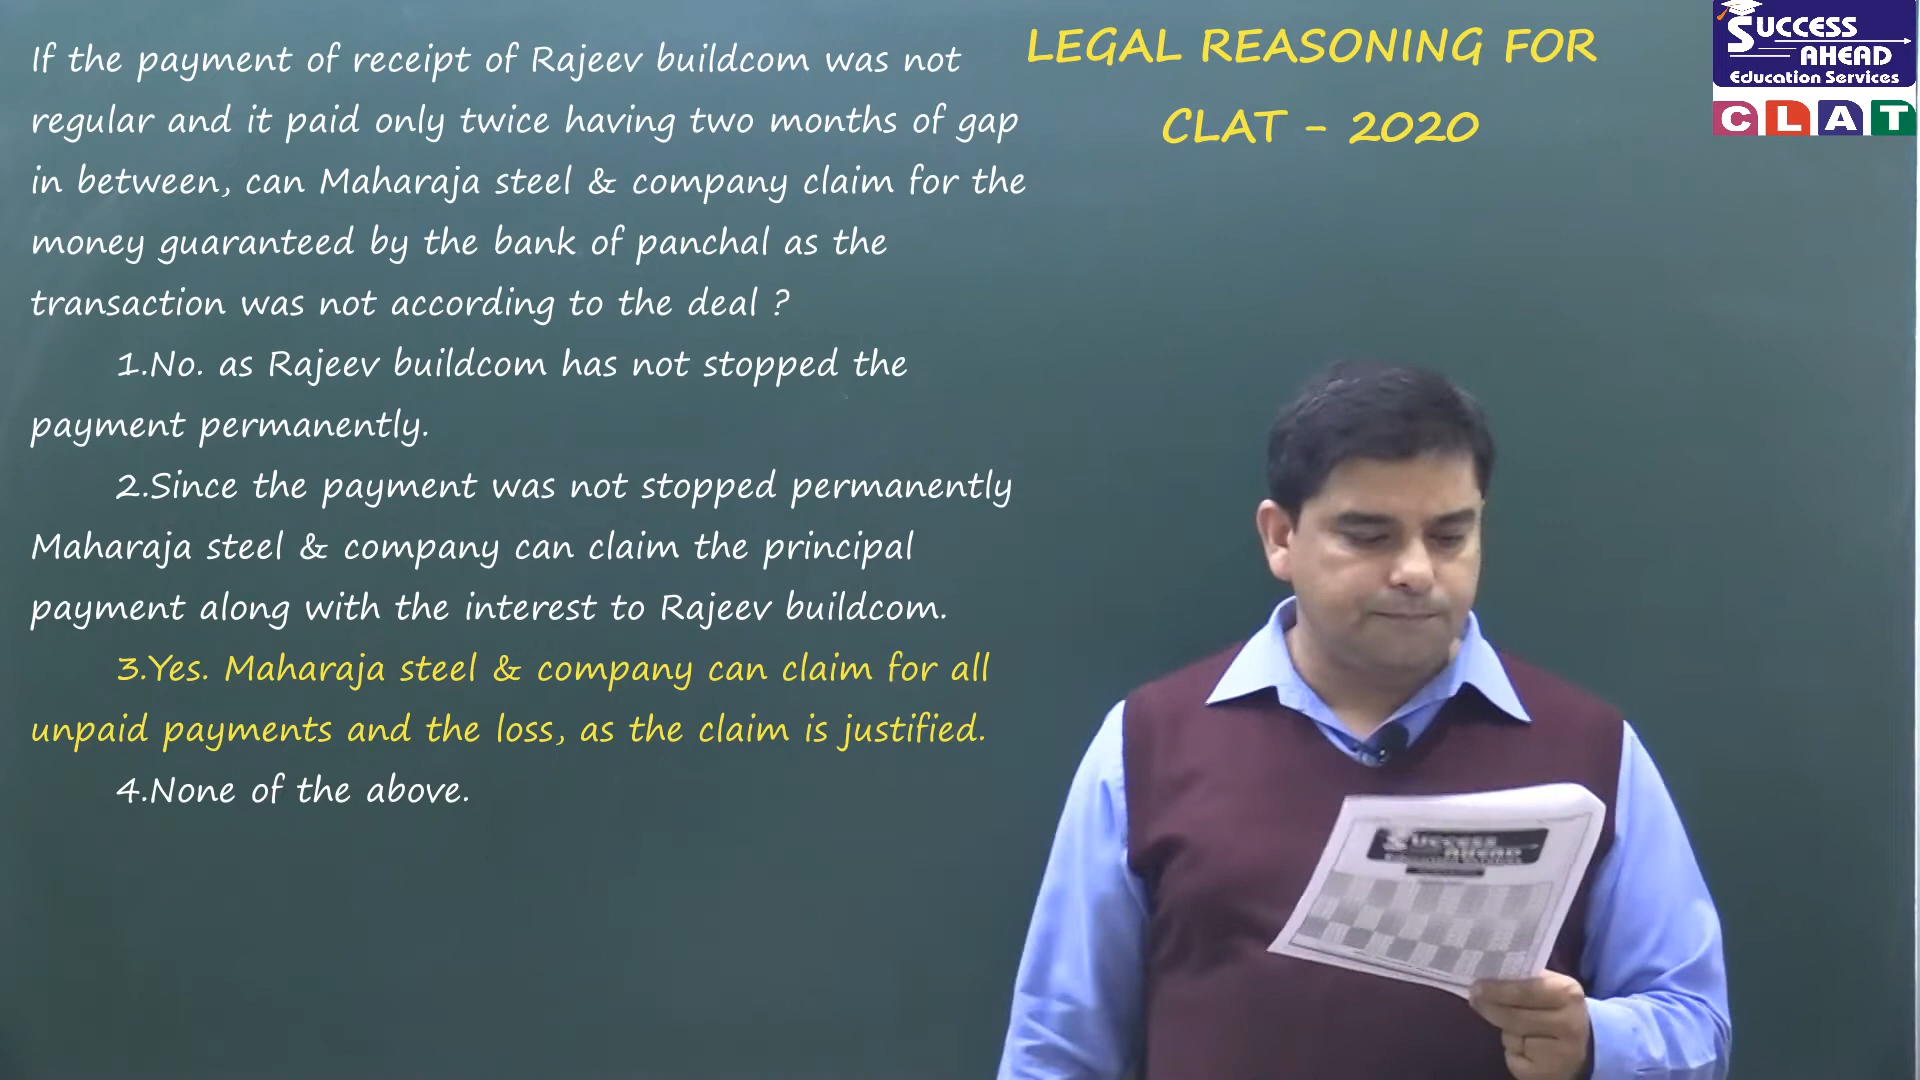 If the payment of receipt of Rajeev buildcom was not
regular and it paid only twice having two months of gap
in between, can Maharaja steel & company claim for the
money guaranteed by the bank of panchal as the
transaction was not according to the deal ?
1.No. as Rajeev buildcom has not stopped the
payment permanently.
2.Since the payment was not stopped permanently
Maharaja steel & company can claim the principal
payment along with the interest to Rajeev buildcom.
3.Yes. Maharaja steel & company can claim for all
unpaid payments and the loss, as the claim is justified.
4.None of the above.
LEGAL REASONING FOR
CLAT - 2020
SUCCESS
AHEAD
Education Services
CLAT
SUCCESS
AHEAD